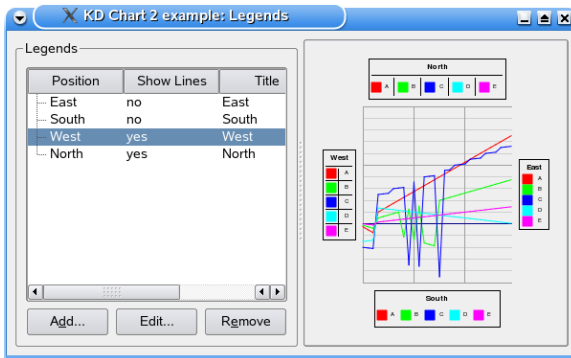 KD Chart 2 example: Legends
Legends
Position Show Lines Title
East no East
South no South
West yes West
North yes North
Add... Edit... Remove
North
A B C D E
West
A
B
C
D
E
East
A
B
C
D
E
South
A B C D E